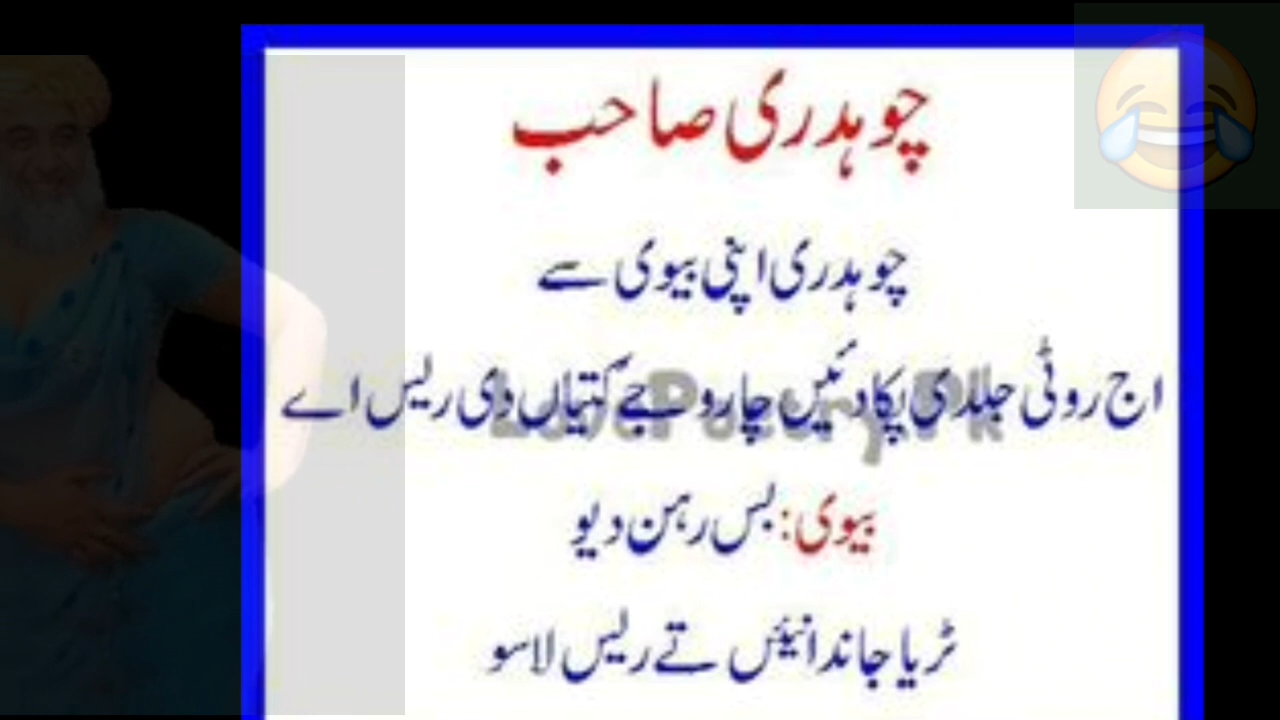 چوہدری صاحب
چوہدری اپنی بیوی سے
اج روٹی جلدی پکا دئیں چار وجے کتیاں دی ریس اے
بیوی: بس رہن دیو
ٹریا جاندا نیئں تے ریس لاسو